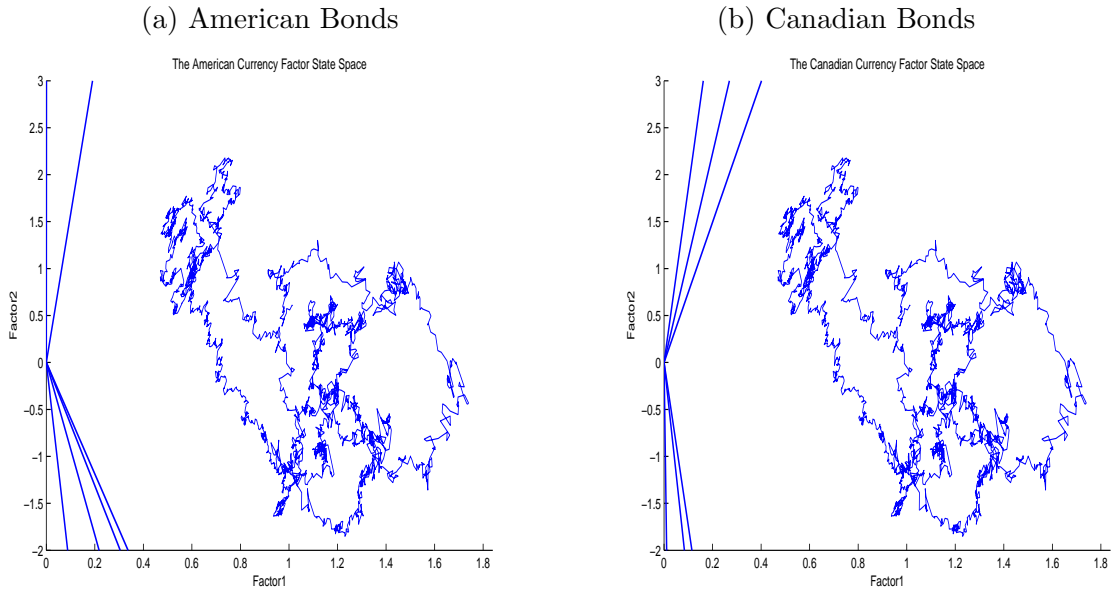 (a) American Bonds
The American Currency Factor State Space
3
2.5
2
1.5
1
0.5
0
−0.5
−1
−1.5
−2
Factor2
0 0.2 0.4 0.6 0.8 1 1.2 1.4 1.6 1.8
Factor1
(b) Canadian Bonds
The Canadian Currency Factor State Space
3
2.5
2
1.5
1
0.5
0
−0.5
−1
−1.5
−2
Factor2
0 0.2 0.4 0.6 0.8 1 1.2 1.4 1.6 1.8
Factor1